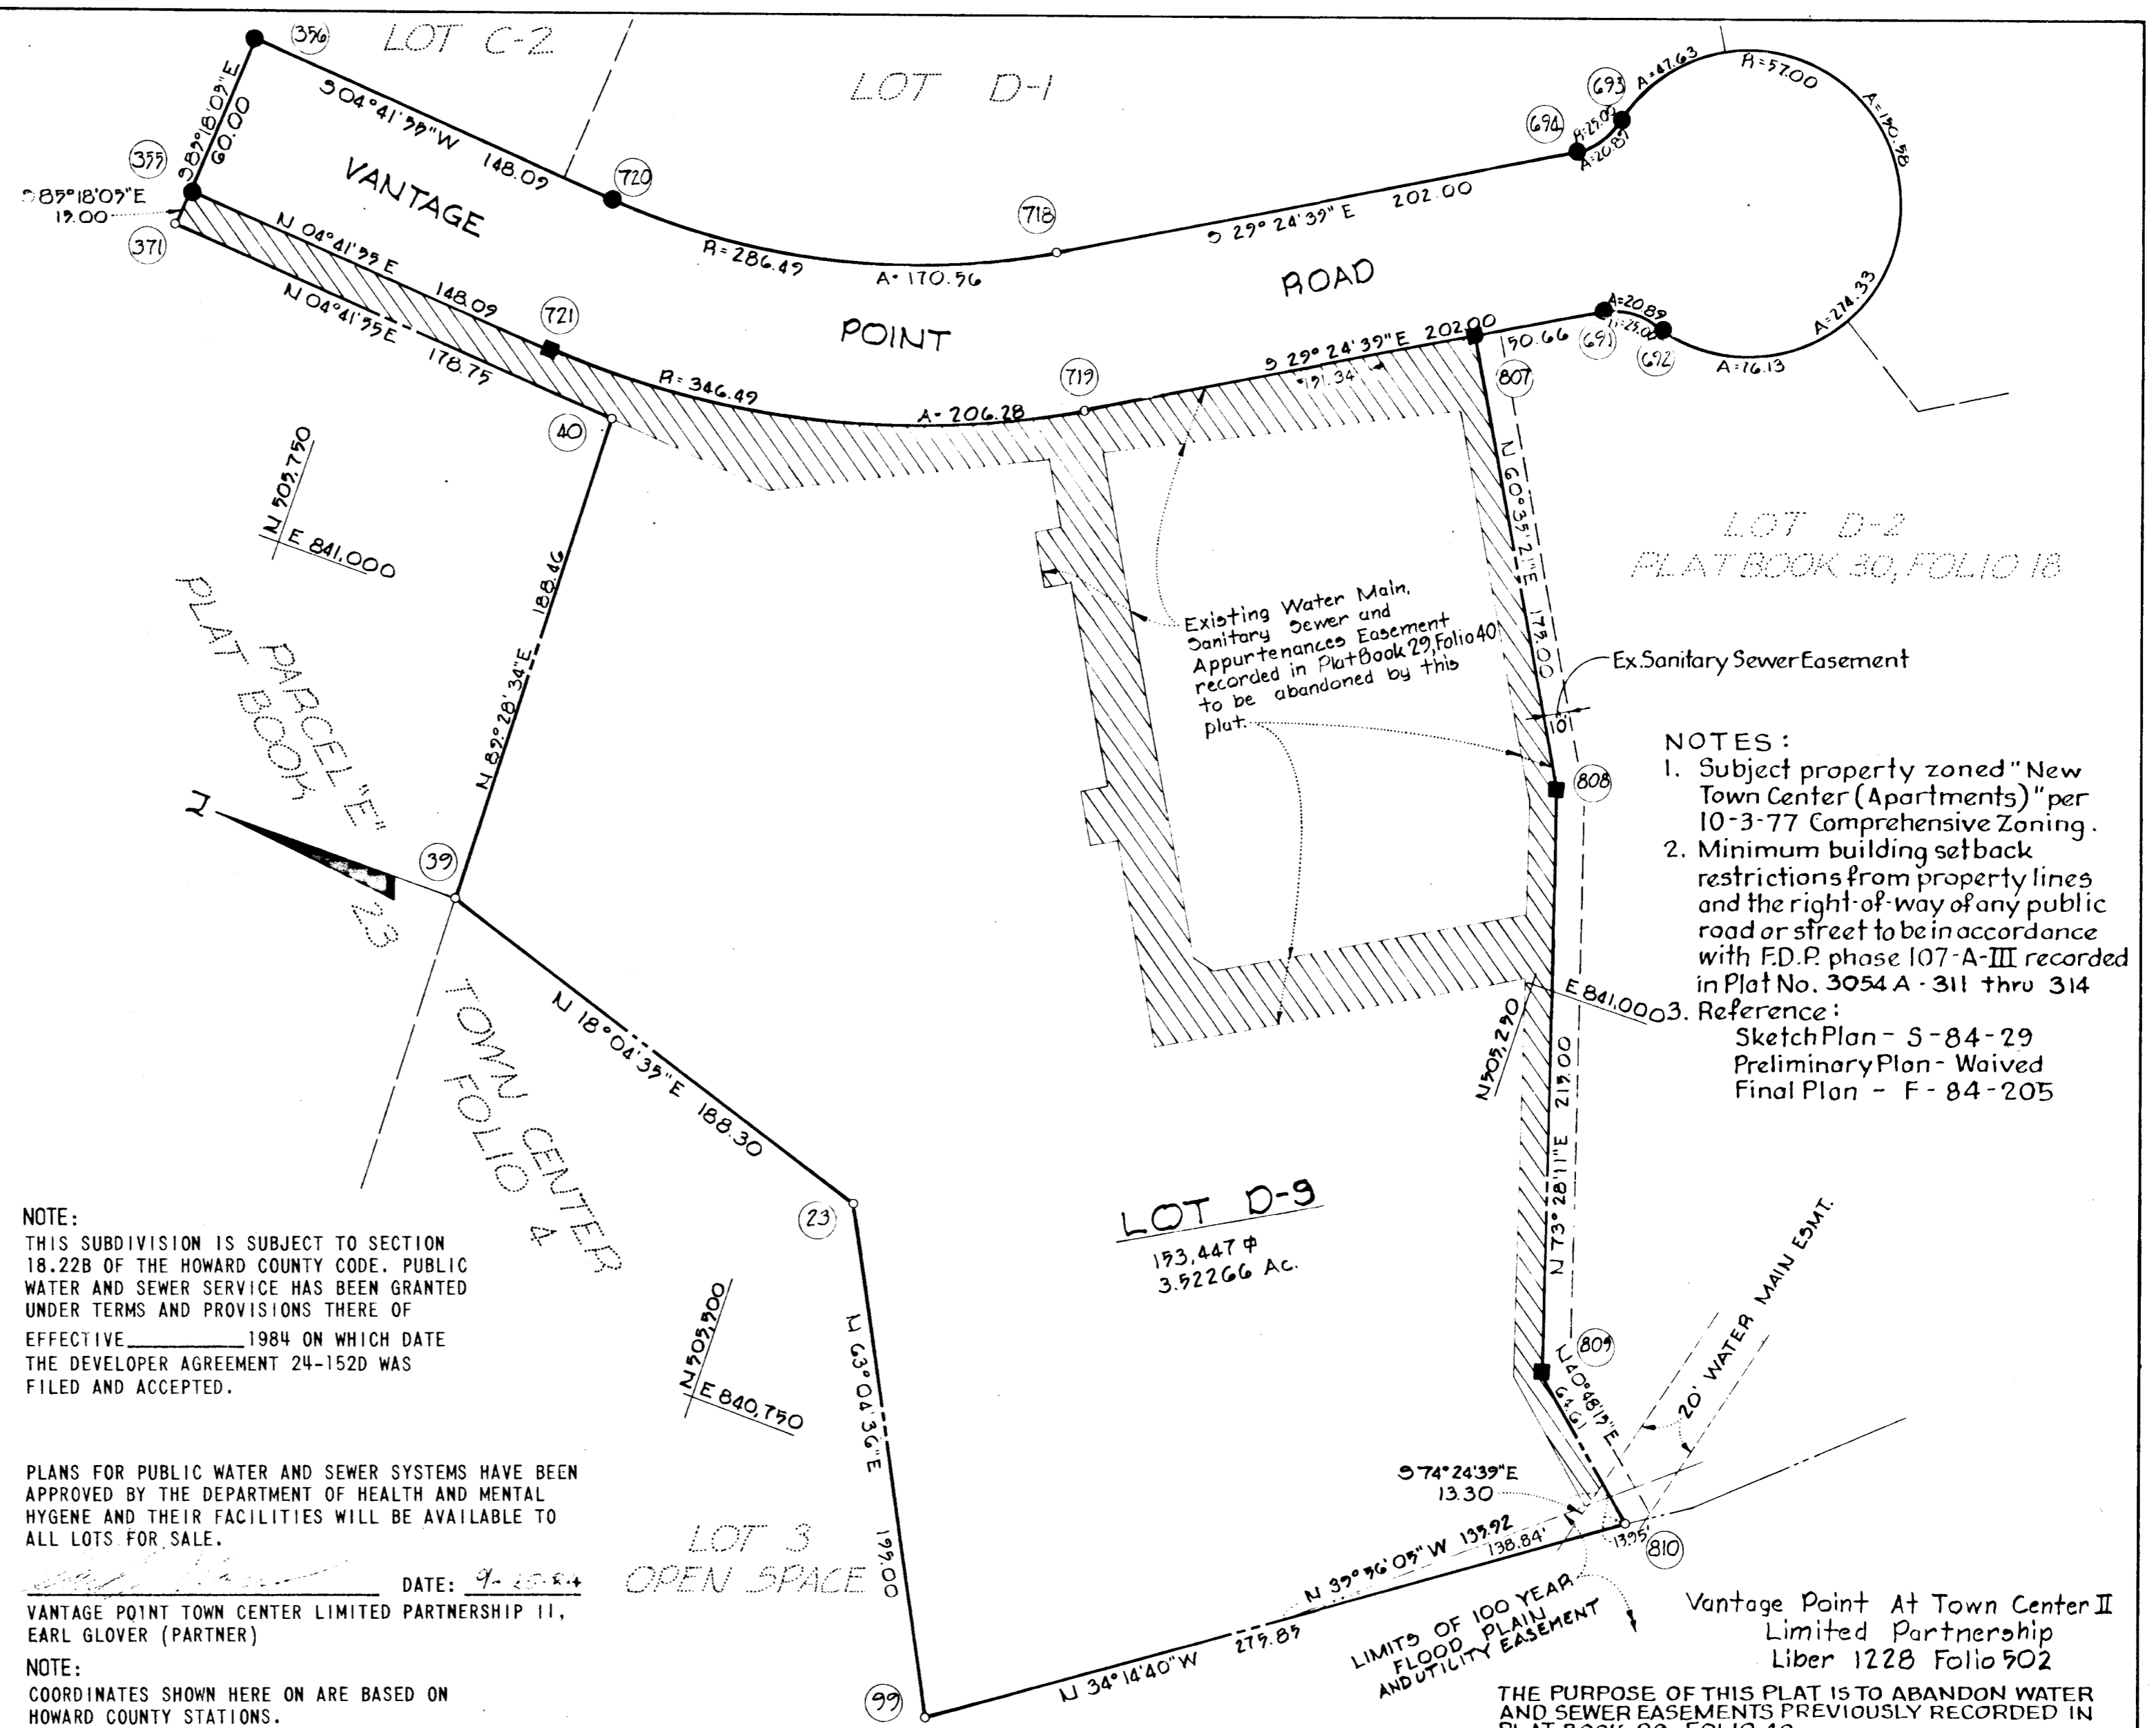 356
LOT C-2
LOT D-1
S 04°41'55"W 148.09
S 85°18'05"E
60.00
355
S 85°18'05"E
15.00
371
VANTAGE
POINT
ROAD
720
718
R=286.49
A=170.56
S 29°24'39"E 202.00
694
693
R=25.00
A=20.89
A=47.63
R=57.00
A=150.58
A=274.33
A=76.13
A=20.89
R=25.00
691
692
N 04°41'55"E 148.09
N 04°41'55"E 178.75
721
R=346.49
A=206.28
719
S 29°24'39"E 202.00
151.34
50.66
807
40
N 505,750
E 841,000
N 89°28'34"E 188.46
N 60°35'21"E 175.00
LOT D-2
PLAT BOOK 30, FOLIO 18
Existing Water Main,
Sanitary Sewer and
Appurtenances Easement
recorded in Plat Book 29, Folio 40
to be abandoned by this
plat.
Ex. Sanitary Sewer Easement
10'
808
PARCEL "E"
PLAT BOOK 23
TOWN CENTER
FOLIO 4
N
39
NOTES:
1. Subject property zoned "New
Town Center (Apartments)" per
10-3-77 Comprehensive Zoning.
2. Minimum building setback
restrictions from property lines
and the right-of-way of any public
road or street to be in accordance
with F.D.P. phase 107-A-III recorded
in Plat No. 3054A - 311 thru 314
3. Reference:
Sketch Plan - S-84-29
Preliminary Plan - Waived
Final Plan - F-84-205
N 18°04'35"E 188.30
E 841,000
N 505,250
N 73°28'11"E 215.00
23
LOT D-9
153,447 ⌷
3.52266 Ac.
NOTE:
THIS SUBDIVISION IS SUBJECT TO SECTION
18.22B OF THE HOWARD COUNTY CODE. PUBLIC
WATER AND SEWER SERVICE HAS BEEN GRANTED
UNDER TERMS AND PROVISIONS THERE OF
EFFECTIVE__________1984 ON WHICH DATE
THE DEVELOPER AGREEMENT 24-152D WAS
FILED AND ACCEPTED.
N 505,500
E 840,750
N 63°04'36"E 195.00
809
N 40°48'15"E
64.61
20' WATER MAIN ESMT.
S 74°24'39"E
13.30
N 39°56'05"W 135.92
138.84'
13.95'
810
PLANS FOR PUBLIC WATER AND SEWER SYSTEMS HAVE BEEN
APPROVED BY THE DEPARTMENT OF HEALTH AND MENTAL
HYGENE AND THEIR FACILITIES WILL BE AVAILABLE TO
ALL LOTS FOR SALE.
DATE:
VANTAGE POINT TOWN CENTER LIMITED PARTNERSHIP II,
EARL GLOVER (PARTNER)
NOTE:
COORDINATES SHOWN HERE ON ARE BASED ON
HOWARD COUNTY STATIONS.
LOT 3
OPEN SPACE
99
N 34°14'40"W 275.85
LIMITS OF 100 YEAR
FLOOD PLAIN
AND UTILITY EASEMENT
Vantage Point At Town Center II
Limited Partnership
Liber 1228 Folio 502
THE PURPOSE OF THIS PLAT IS TO ABANDON WATER
AND SEWER EASEMENTS PREVIOUSLY RECORDED IN